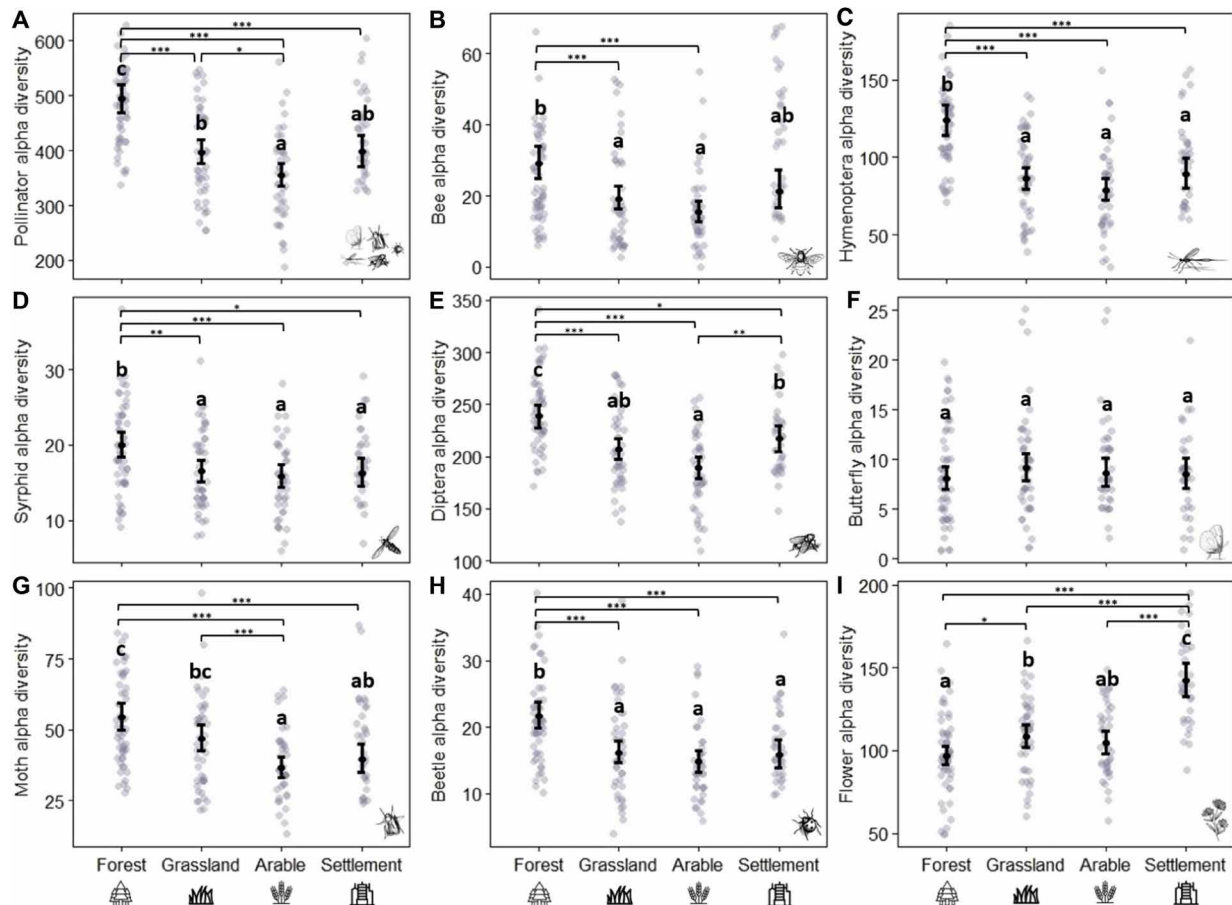 A
Pollinator alpha diversity
600
500
400
300
200
***
***
***
*
c
b
a
ab
B
Bee alpha diversity
60
40
20
0
***
***
b
a
a
ab
C
Hymenoptera alpha diversity
150
100
50
***
***
***
b
a
a
a
D
Syrphid alpha diversity
30
20
10
*
***
**
b
a
a
a
E
Diptera alpha diversity
350
300
250
200
150
100
*
***
***
**
c
ab
a
b
F
Butterfly alpha diversity
25
20
15
10
5
0
a
a
a
a
G
Moth alpha diversity
100
75
50
25
***
***
***
c
bc
a
ab
Forest Grassland Arable Settlement
H
Beetle alpha diversity
40
30
20
10
***
***
***
b
a
a
a
Forest Grassland Arable Settlement
I
Flower alpha diversity
200
150
100
50
***
***
*
***
a
b
ab
c
Forest Grassland Arable Settlement